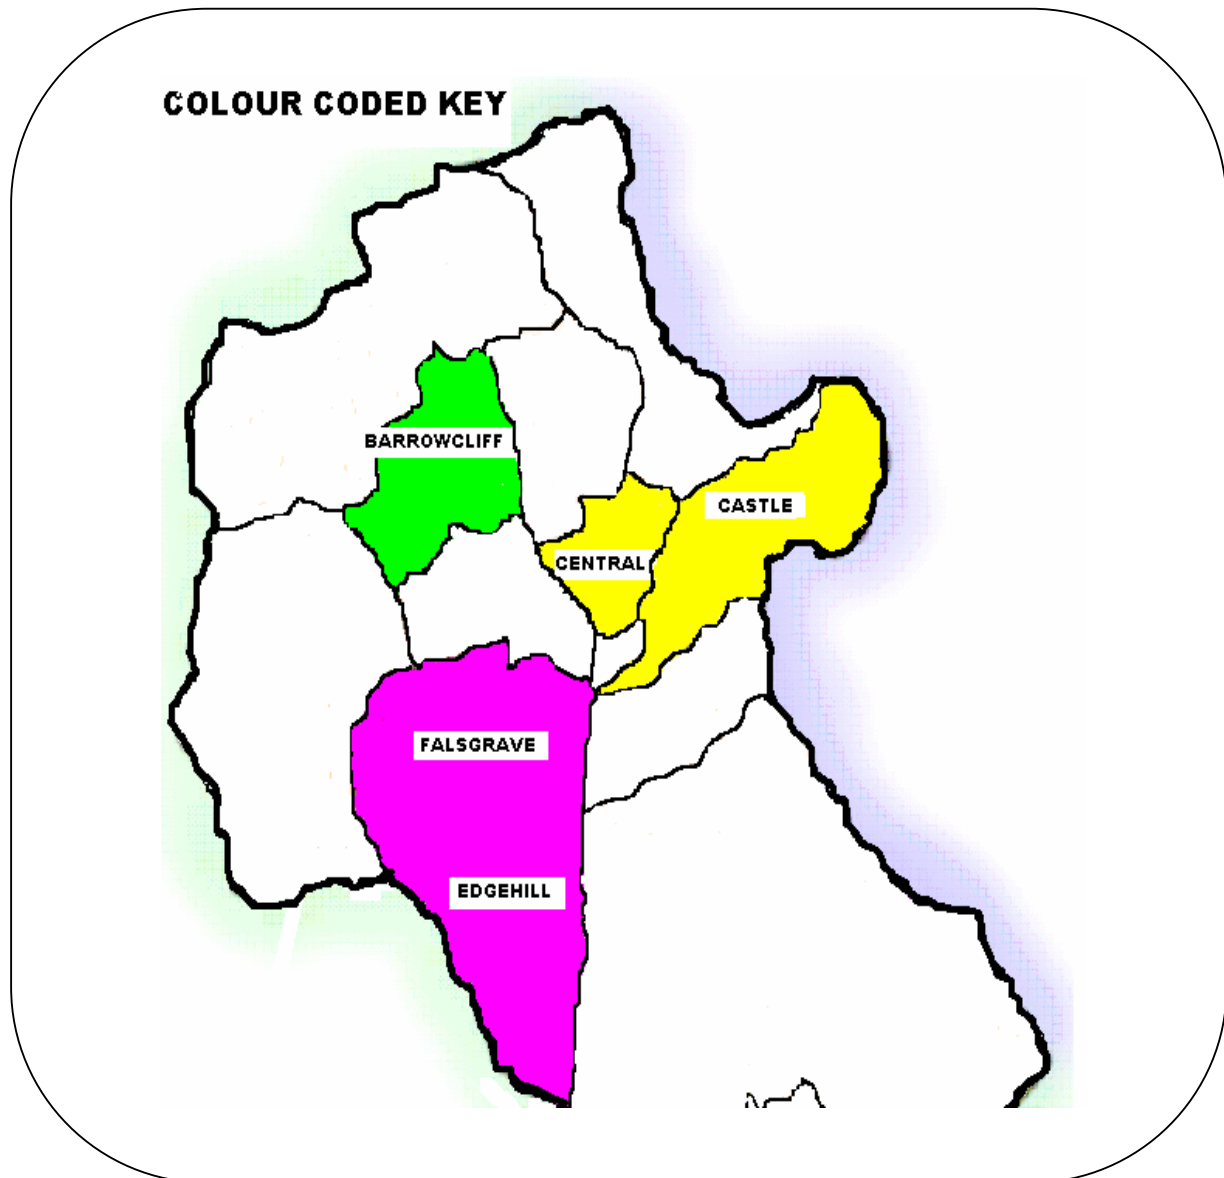 COLOUR CODED KEY
BARROWCLIFF
CASTLE
CENTRAL
FALSGRAVE
EDGEHILL